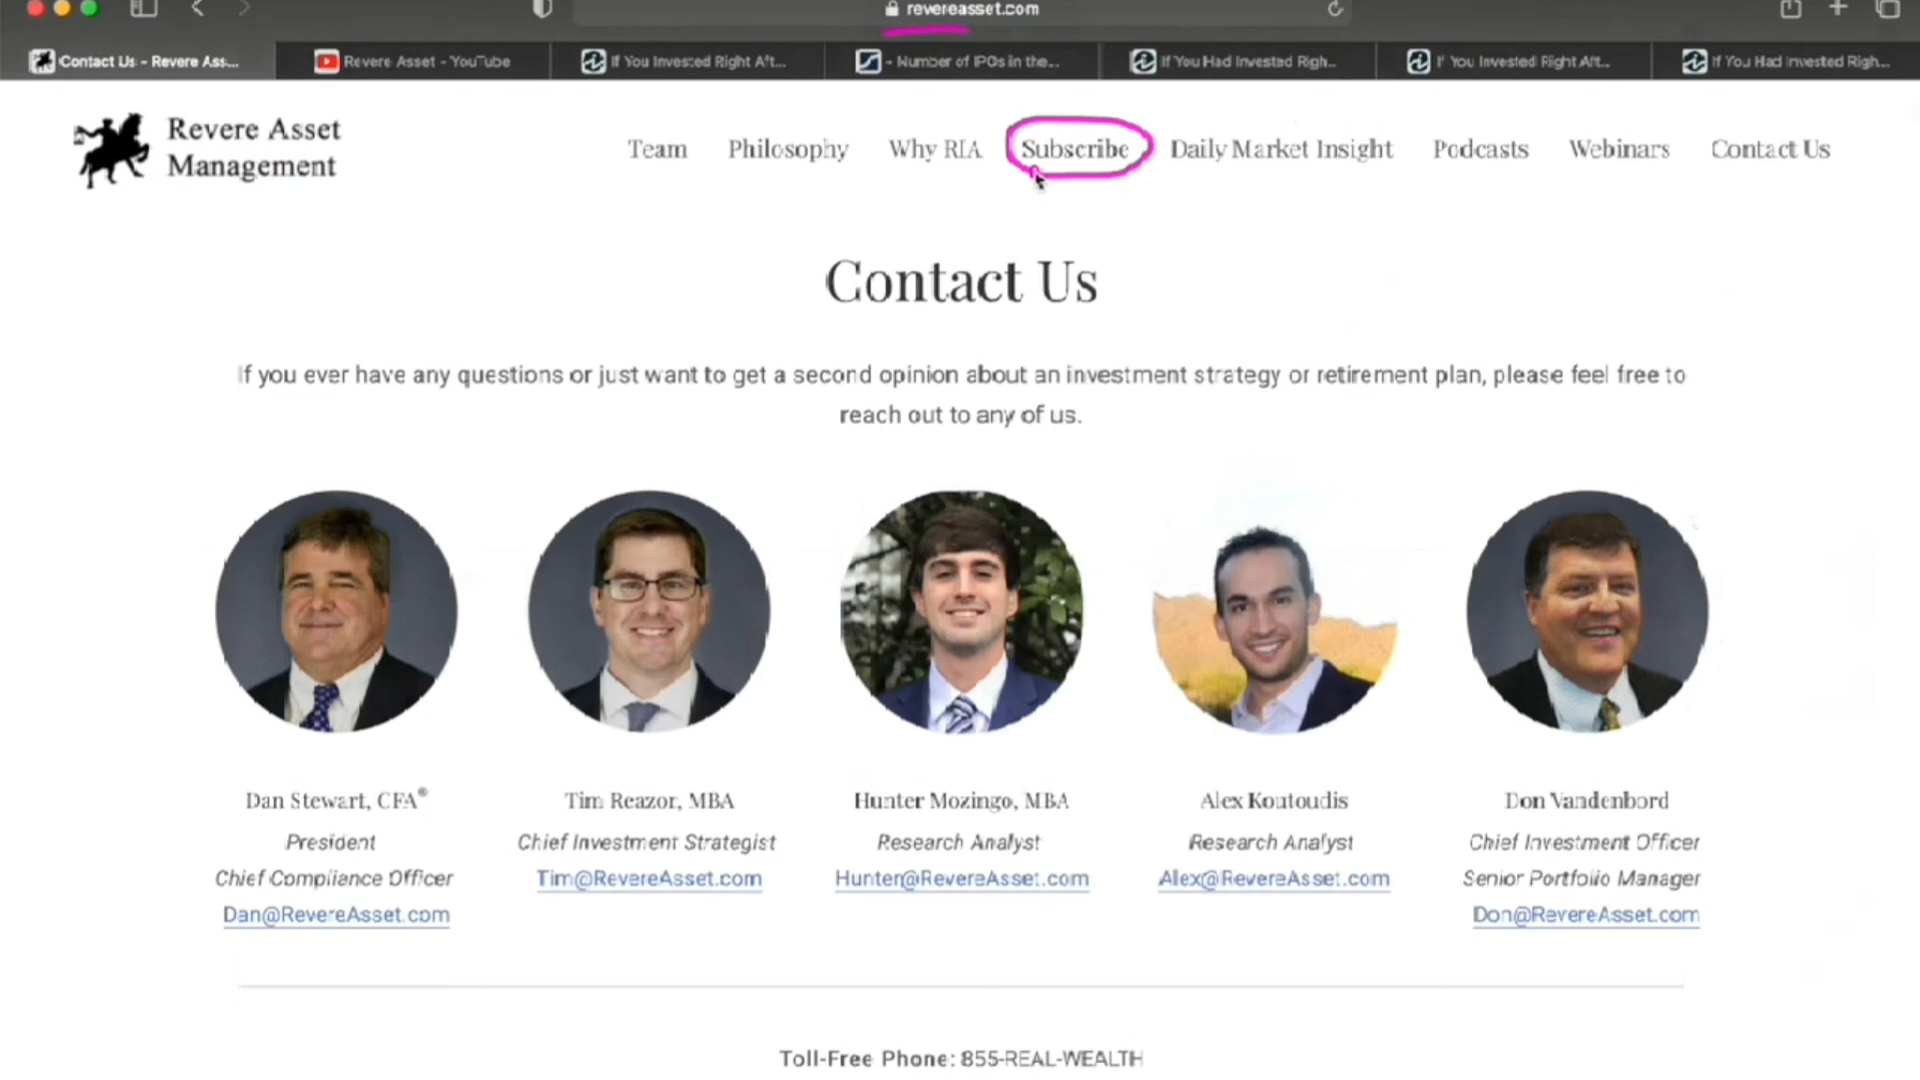 revereasset.com
Contact Us - Revere Ass...
Revere Asset - YouTube
If You Invested Right Aft...
- Number of IPOs in the...
If You Had Invested Righ...
If You Invested Right Aft...
If You Had Invested Righ...
Revere Asset
Management
Team Philosophy Why RIA Subscribe Daily Market Insight Podcasts Webinars Contact Us
Contact Us
If you ever have any questions or just want to get a second opinion about an investment strategy or retirement plan, please feel free to
reach out to any of us.
Dan Stewart, CFA®
President
Chief Compliance Officer
Dan@RevereAsset.com
Tim Reazor, MBA
Chief Investment Strategist
Tim@RevereAsset.com
Hunter Mozingo, MBA
Research Analyst
Hunter@RevereAsset.com
Alex Koutoudis
Research Analyst
Alex@RevereAsset.com
Don Vandenbord
Chief Investment Officer
Senior Portfolio Manager
Don@RevereAsset.com
Toll-Free Phone: 855-REAL-WEALTH